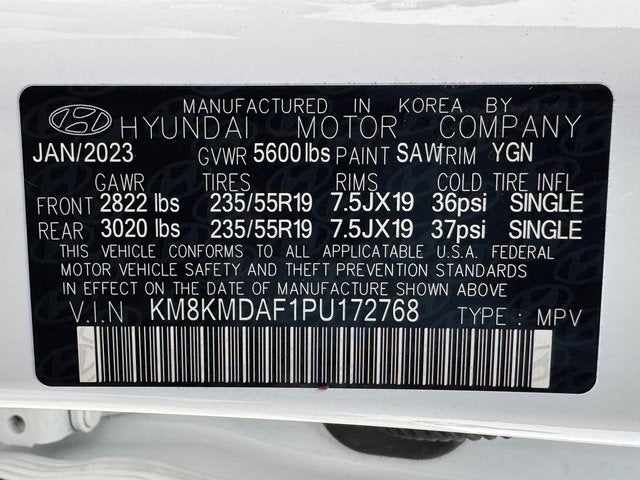 MANUFACTURED IN KOREA BY
HYUNDAI MOTOR COMPANY
JAN/2023 GVWR 5600 lbs PAINT SAW TRIM YGN
GAWR TIRES RIMS COLD TIRE INFL
FRONT 2822 lbs 235/55R19 7.5JX19 36psi SINGLE
REAR 3020 lbs 235/55R19 7.5JX19 37psi SINGLE
THIS VEHICLE CONFORMS TO ALL APPLICATABLE U.S.A. FEDERAL
MOTOR VEHICLE SAFETY AND THEFT PREVENTION STANDARDS
IN EFFECT ON THE DATE OF MANUFACTURE SHOWN ABOVE
V.I.N KM8KMDAF1PU172768 TYPE : MPV